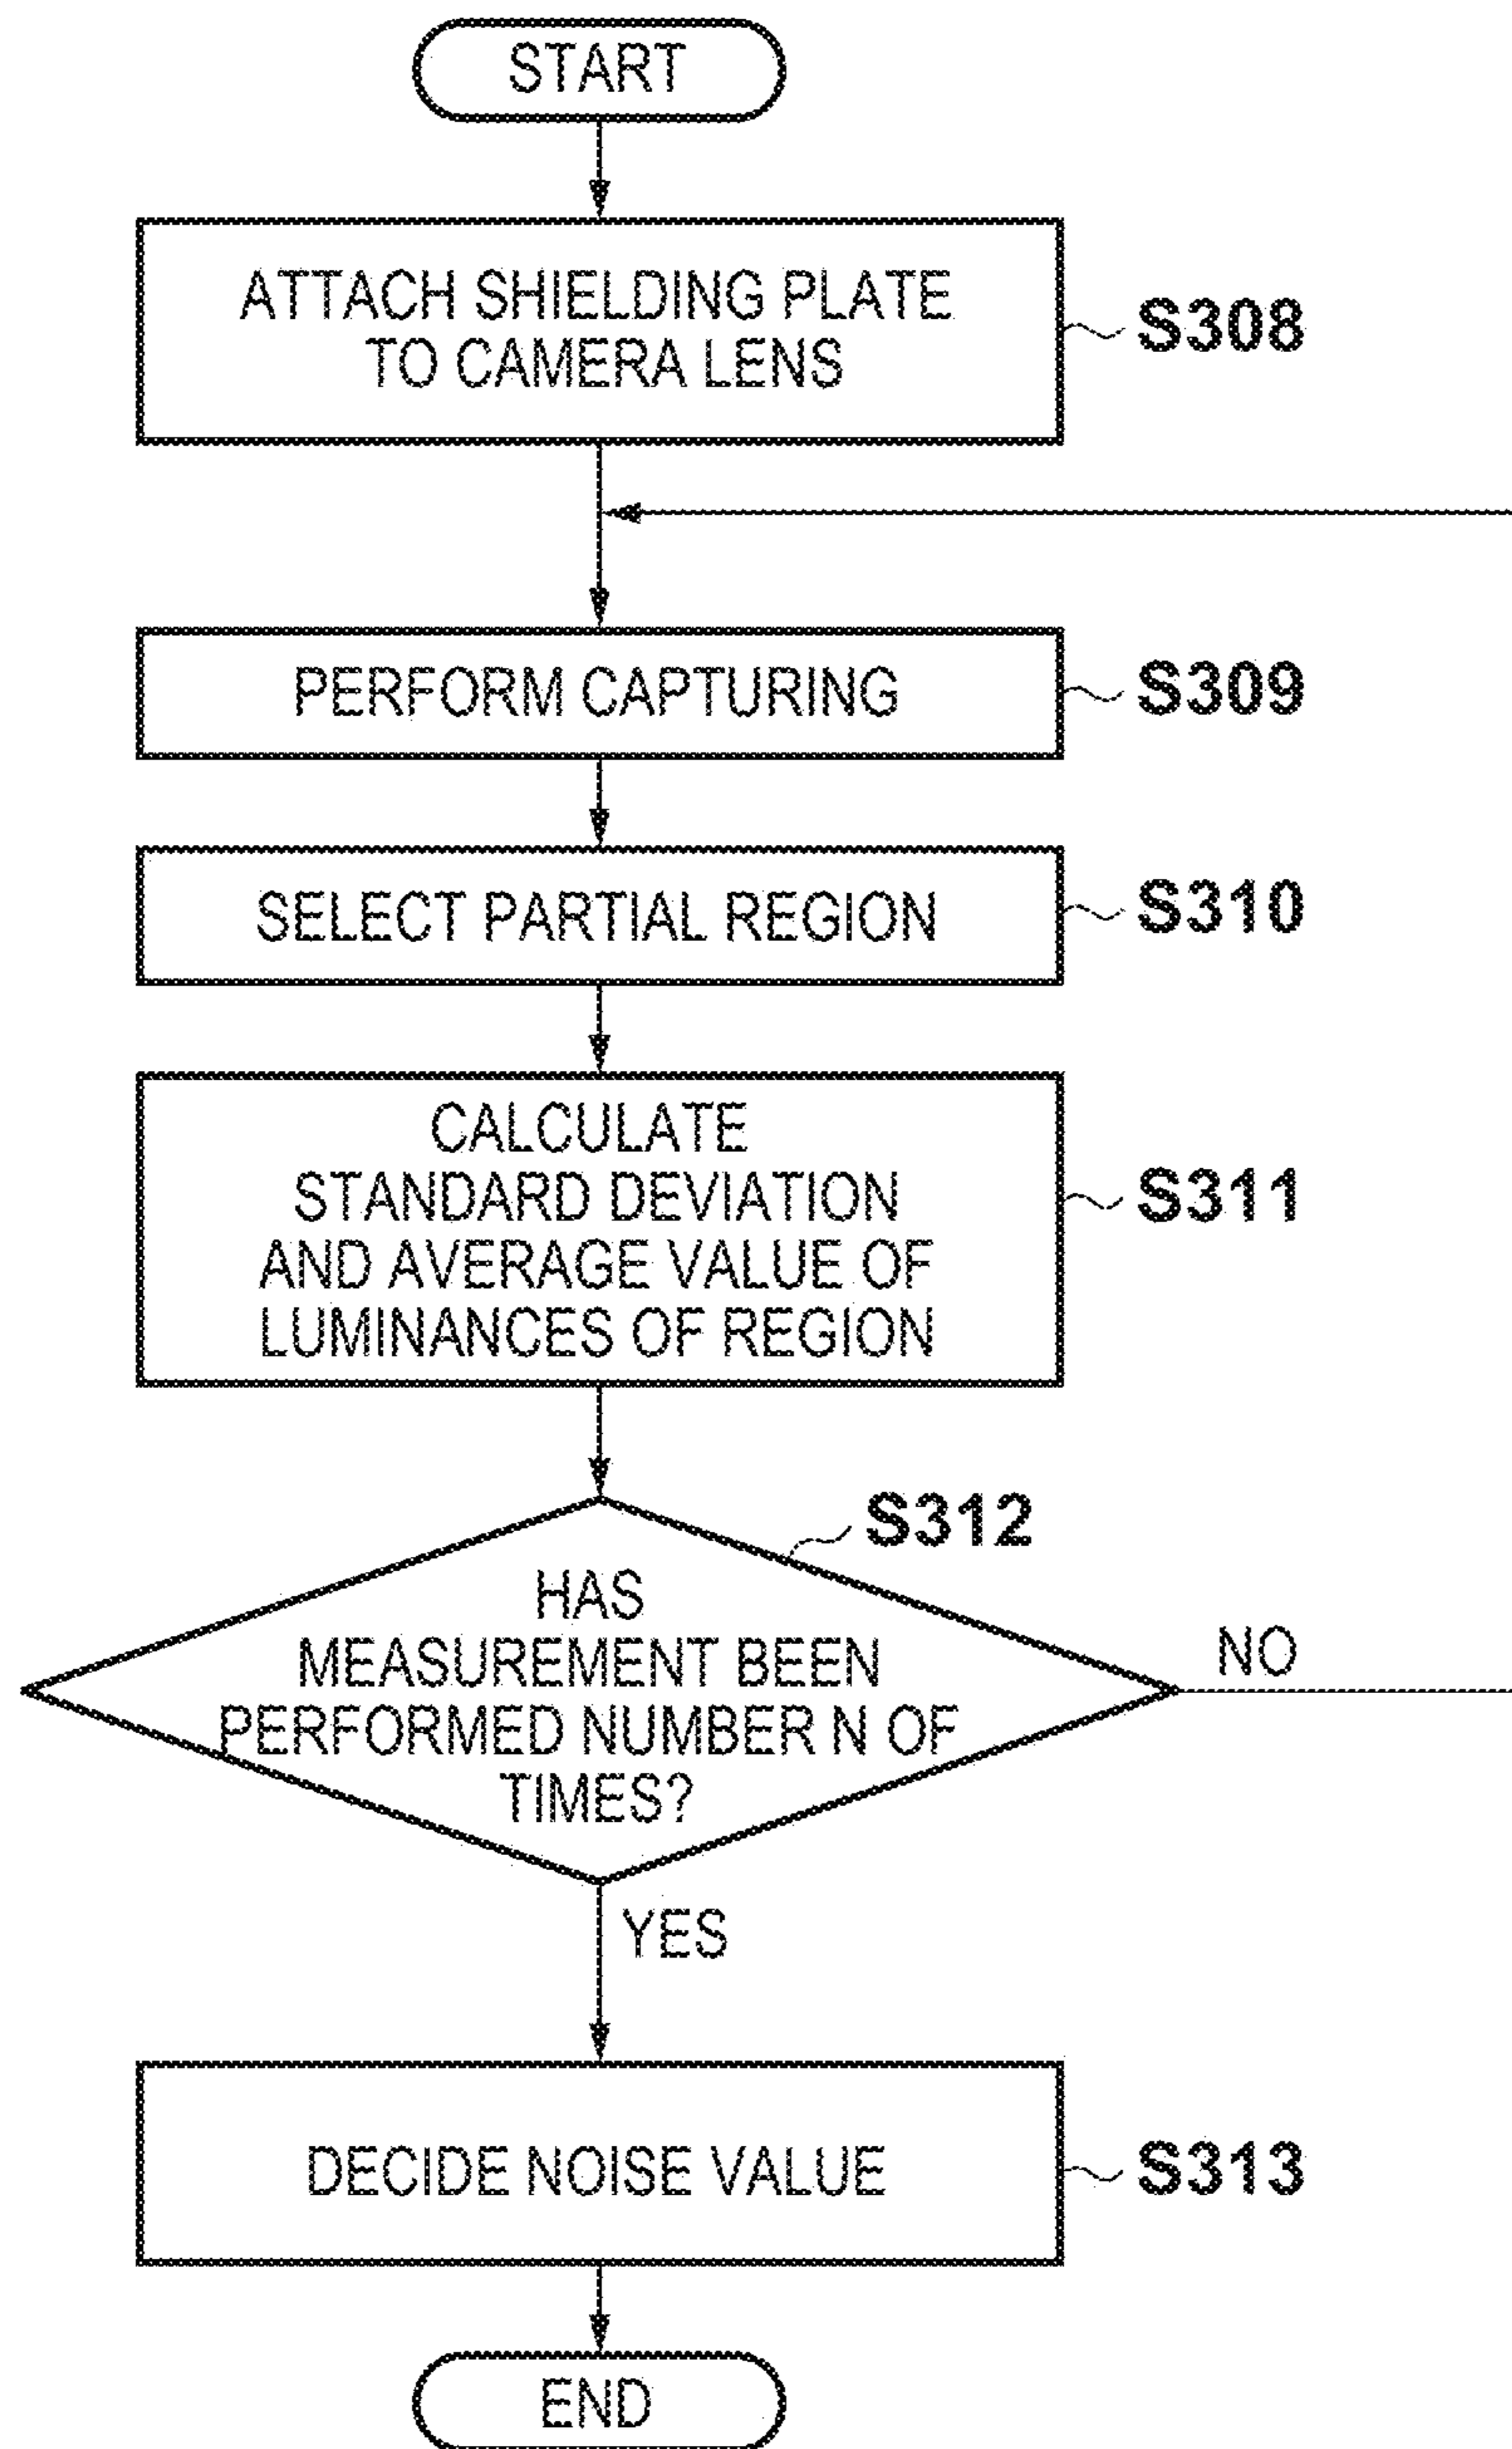 START
ATTACH SHIELDING PLATE
TO CAMERA LENS
S308
PERFORM CAPTURING
S309
SELECT PARTIAL REGION
S310
CALCULATE
STANDARD DEVIATION
AND AVERAGE VALUE OF
LUMINANCES OF REGION
S311
S312
HAS
MEASUREMENT BEEN
PERFORMED NUMBER N OF
TIMES?
NO
YES
DECIDE NOISE VALUE
S313
END